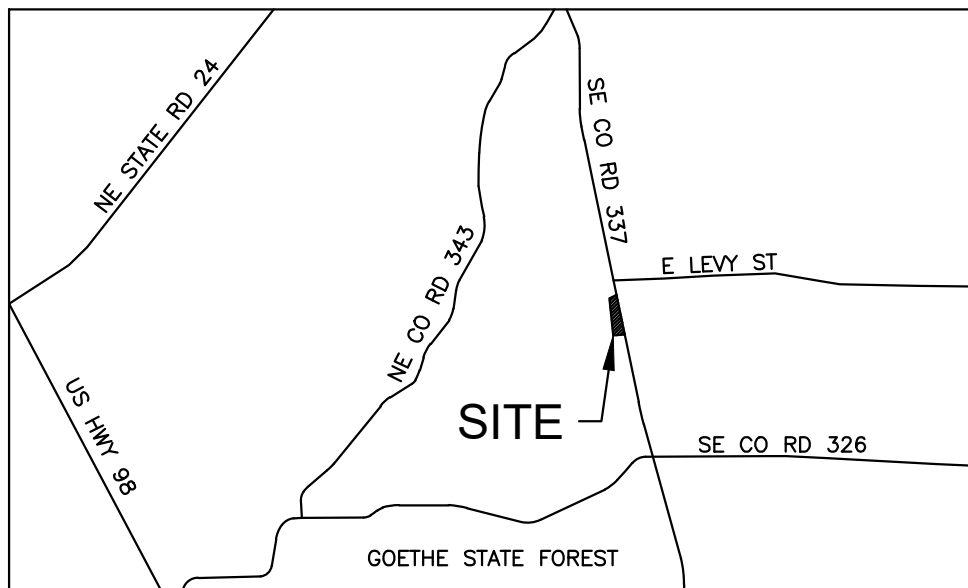 NE STATE RD 24
SE CO RD 337
NE CO RD 343
E LEVY ST
US HWY 98
SITE
SE CO RD 326
GOETHE STATE FOREST